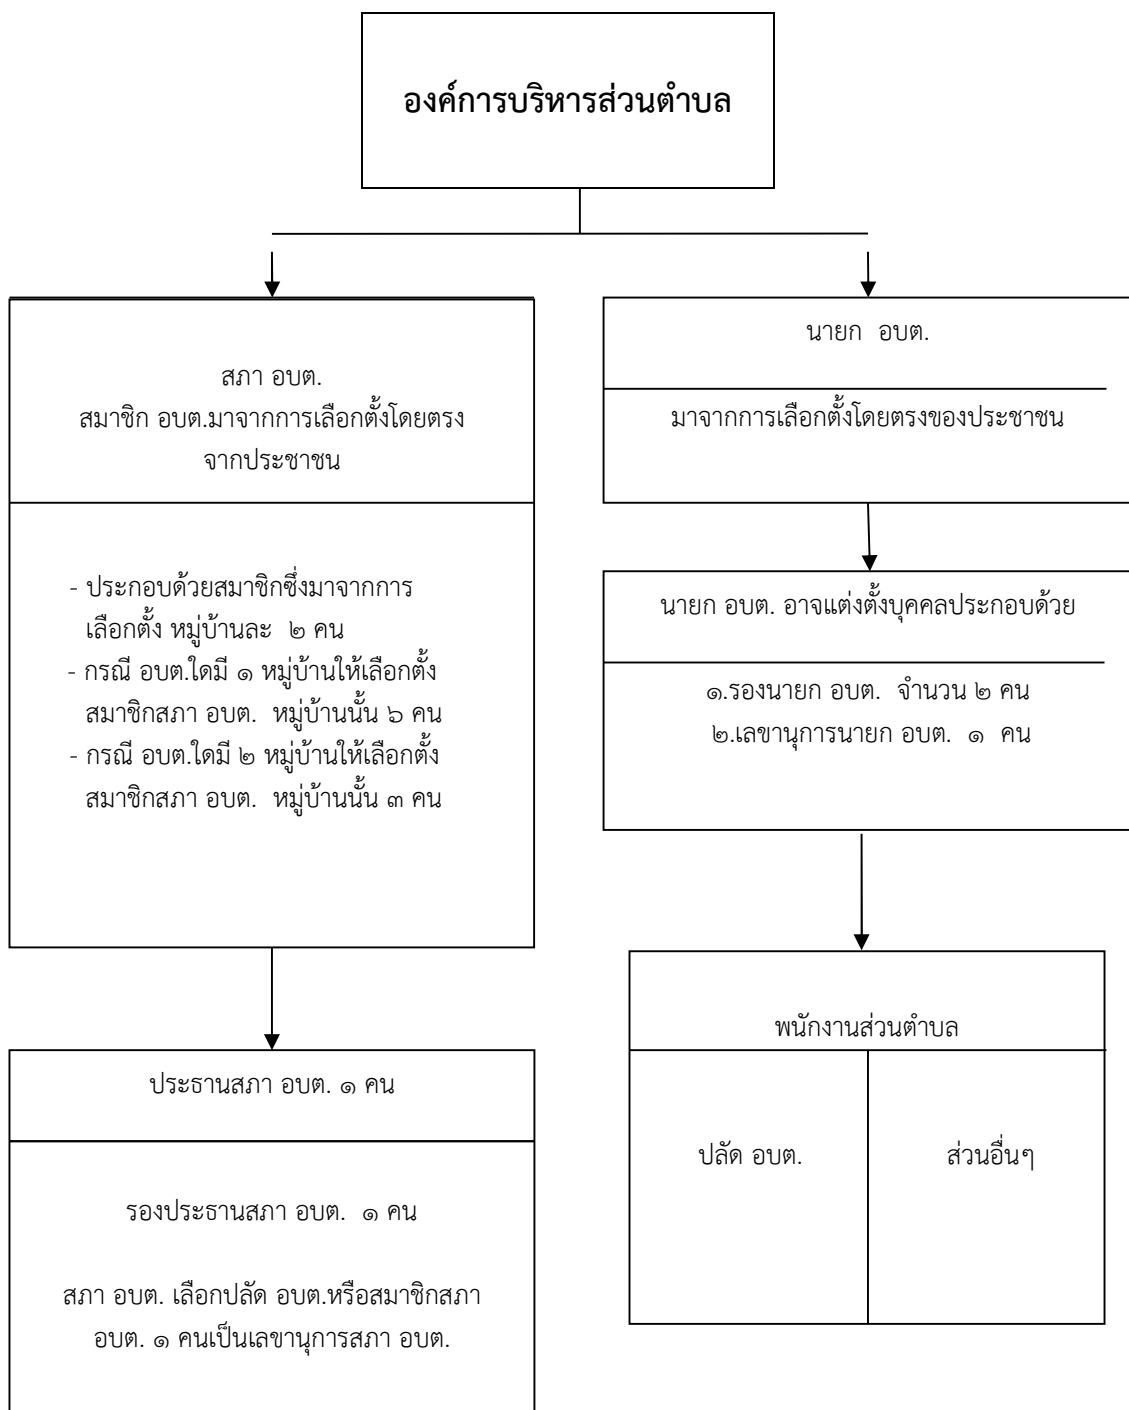 องค์การบริหารส่วนตำบล
สภา อบต.
สมาชิก อบต.มาจากการเลือกตั้งโดยตรง
จากประชาชน
- ประกอบด้วยสมาชิกซึ่งมาจากการ
เลือกตั้ง หมู่บ้านละ ๒ คน
- กรณี อบต.ใดมี ๑ หมู่บ้านให้เลือกตั้ง
สมาชิกสภา อบต. หมู่บ้านนั้น ๖ คน
- กรณี อบต.ใดมี ๒ หมู่บ้านให้เลือกตั้ง
สมาชิกสภา อบต. หมู่บ้านนั้น ๓ คน
ประธานสภา อบต. ๑ คน
รองประธานสภา อบต. ๑ คน
สภา อบต. เลือกปลัด อบต.หรือสมาชิกสภา
อบต. ๑ คนเป็นเลขานุการสภา อบต.
นายก อบต.
มาจากการเลือกตั้งโดยตรงของประชาชน
นายก อบต. อาจแต่งตั้งบุคคลประกอบด้วย
๑.รองนายก อบต. จำนวน ๒ คน
๒.เลขานุการนายก อบต. ๑ คน
พนักงานส่วนตำบล
ปลัด อบต.
ส่วนอื่นๆ